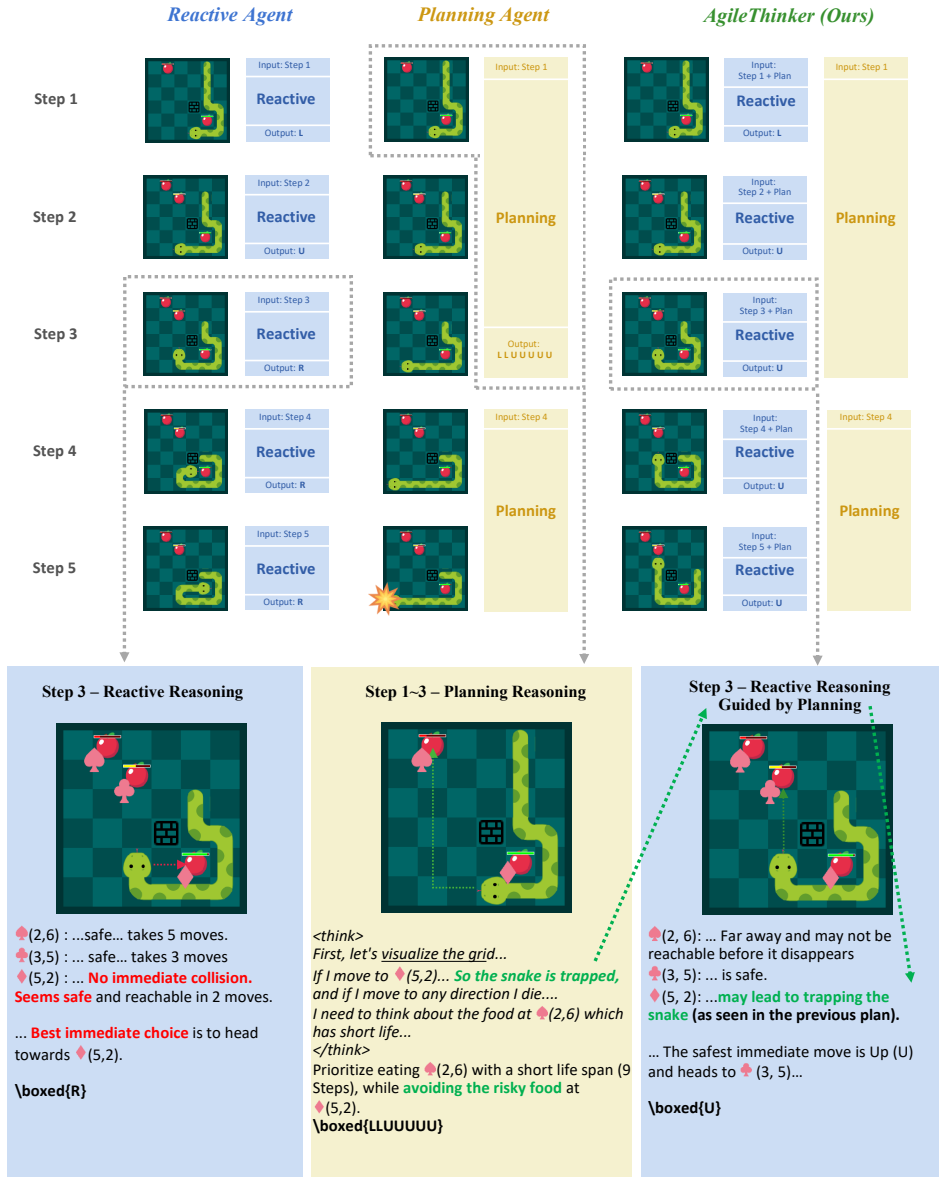 Reactive Agent
Planning Agent
AgileThinker (Ours)
Step 1
Input: Step 1
Reactive
Output: L
Input: Step 1
Input:
Step 1 + Plan
Reactive
Output: L
Input: Step 1
Step 2
Input: Step 2
Reactive
Output: U
Planning
Input:
Step 2 + Plan
Reactive
Output: U
Planning
Step 3
Input: Step 3
Reactive
Output: R
Output:
L L U U U U U
Input:
Step 3 + Plan
Reactive
Output: U
Step 4
Input: Step 4
Reactive
Output: R
Input: Step 4
Input:
Step 4 + Plan
Reactive
Output: U
Input: Step 4
Planning
Planning
Step 5
Input: Step 5
Reactive
Output: R
Input:
Step 5 + Plan
Reactive
Output: U
Step 3 – Reactive Reasoning
♠(2,6) : ...safe... takes 5 moves.
♣(3,5) : ... safe... takes 3 moves
♦(5,2) : ... No immediate collision.
Seems safe and reachable in 2 moves.
... Best immediate choice is to head
towards ♦(5,2).
\boxed{R}
Step 1~3 – Planning Reasoning
<think>
First, let's visualize the grid...
If I move to ♦(5,2)... So the snake is trapped,
and if I move to any direction I die....
I need to think about the food at ♠(2,6) which
has short life...
</think>
Prioritize eating ♠(2,6) with a short life span (9
Steps), while avoiding the risky food at
♦(5,2).
\boxed{LLUUUUU}
Step 3 – Reactive Reasoning
Guided by Planning
♠(2, 6): ... Far away and may not be
reachable before it disappears
♣(3, 5): ... is safe.
♦(5, 2): ...may lead to trapping the
snake (as seen in the previous plan).
... The safest immediate move is Up (U)
and heads to ♣ (3, 5)...
\boxed{U}